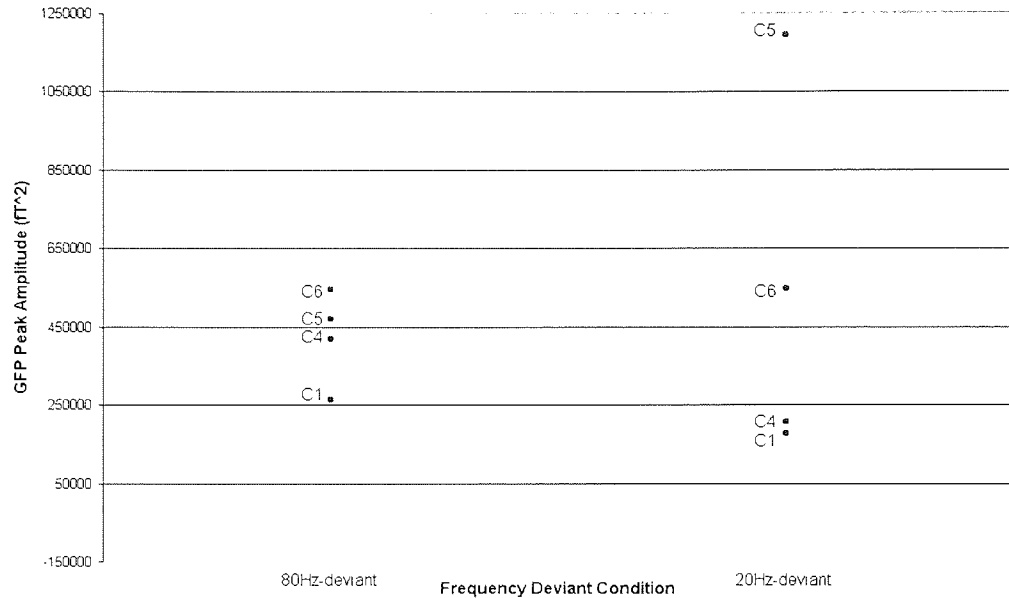 1250000
C5
1050000
850000
650000
C6
C6
C5
450000
C4
C1
250000
C4
C1
50000
-150000
80Hz-deviant
20Hz-deviant
Frequency Deviant Condition
GFP Peak Amplitude (fT^2)